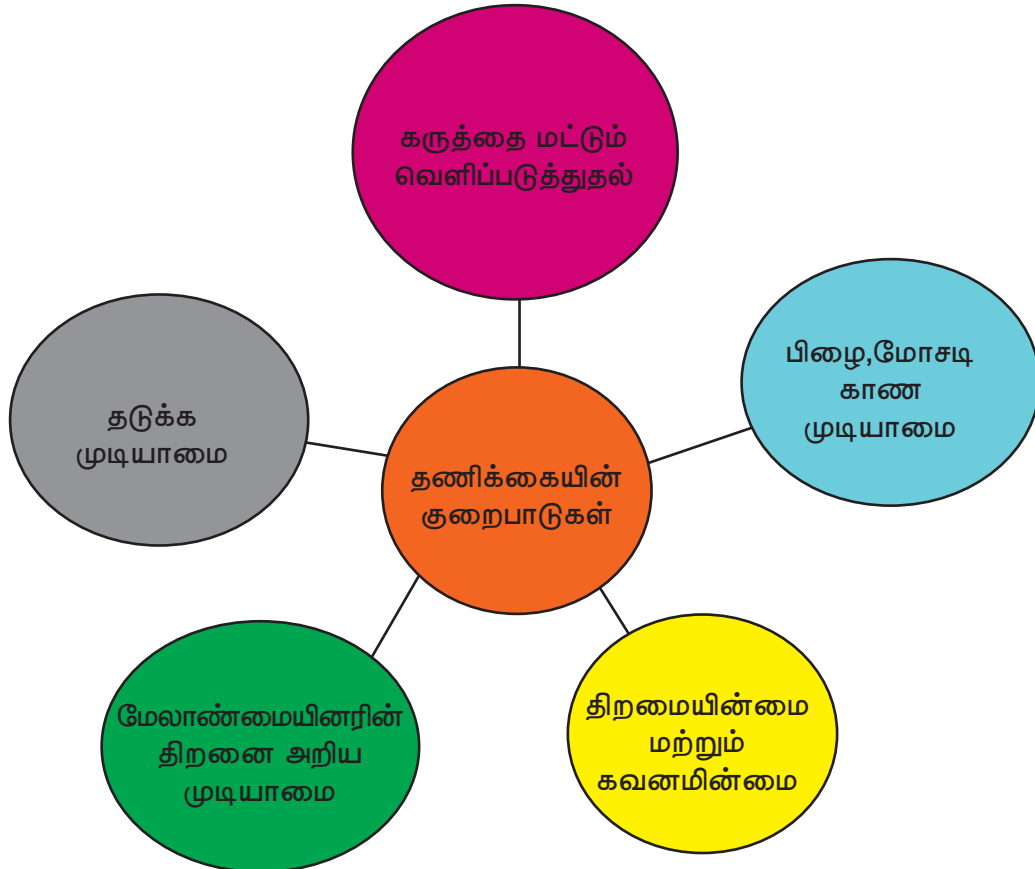 கருத்தை மட்டும்
வெளிப்படுத்துதல்
பிழை,மோசடி
காண
முடியாமை
தடுக்க
முடியாமை
தணிக்கையின்
குறைபாடுகள்
திறமையின்மை
மற்றும்
கவனமின்மை
மேலாண்மையினரின்
திறனை அறிய
முடியாமை